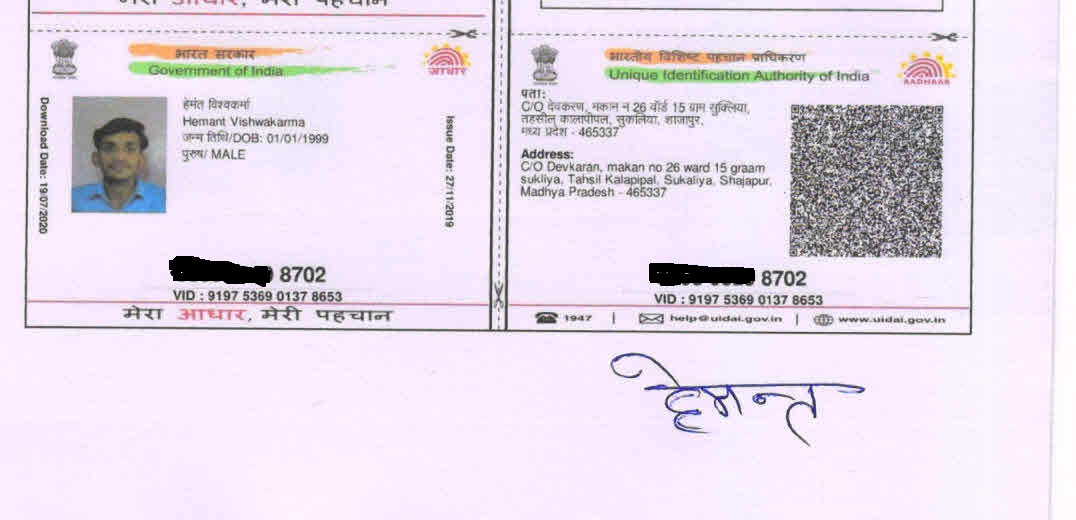 मेरा आधार, मेरी पहचान
भारत सरकार
Government of India
आधार
Download Date: 19/07/2020
हेमंत विश्वकर्मा
Hemant Vishwakarma
जन्म तिथि/DOB: 01/01/1999
पुरुष/ MALE
Issue Date: 27/11/2019
8702
VID : 9197 5369 0137 8653
मेरा आधार, मेरी पहचान
भारतीय विशिष्ट पहचान प्राधिकरण
Unique Identification Authority of India
AADHAAR
पता:
C/O देवकरण, मकान न 26 वॉर्ड 15 ग्राम सुक्लिया,
तहसील कालापीपल, सुकलिया, शाजापुर,
मध्य प्रदेश - 465337
Address:
C/O Devkaran, makan no 26 ward 15 graam
sukliya, Tahsil Kalapipal, Sukaliya, Shajapur,
Madhya Pradesh - 465337
8702
VID : 9197 5369 0137 8653
1947 | help@uidai.gov.in | www.uidai.gov.in
हेमन्त